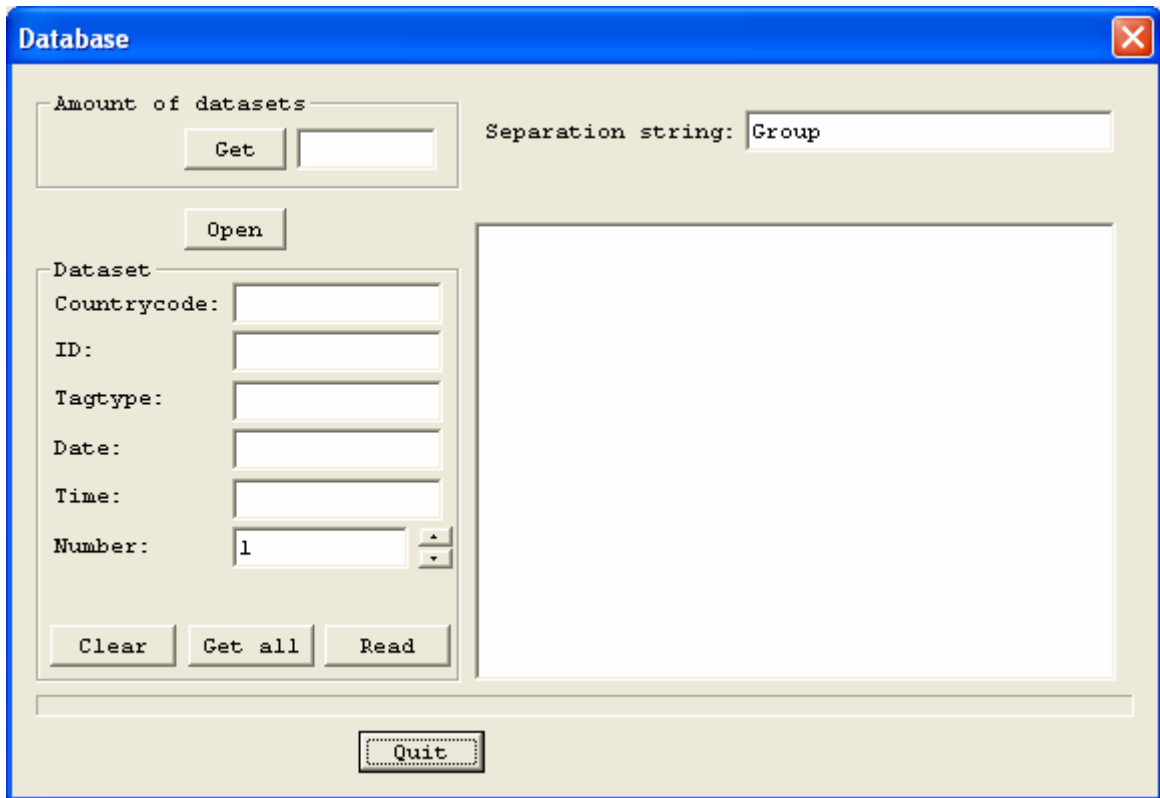 Database
Amount of datasets
Get
Separation string: Group
Open
Dataset
Countrycode:
ID:
Tagtype:
Date:
Time:
Number: 1
Clear Get all Read
Quit